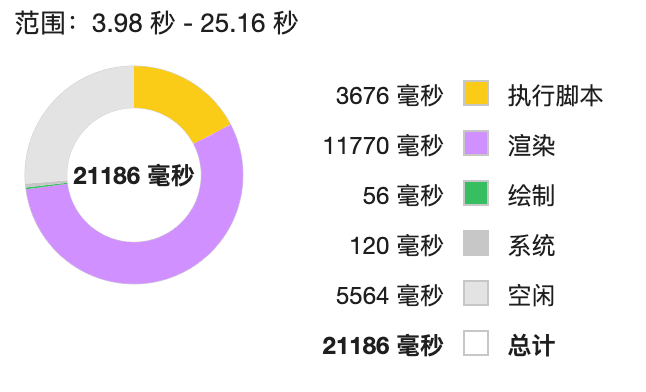 范围：3.98 秒 - 25.16 秒
21186 毫秒
3676 毫秒 执行脚本
11770 毫秒 渲染
56 毫秒 绘制
120 毫秒 系统
5564 毫秒 空闲
21186 毫秒 总计